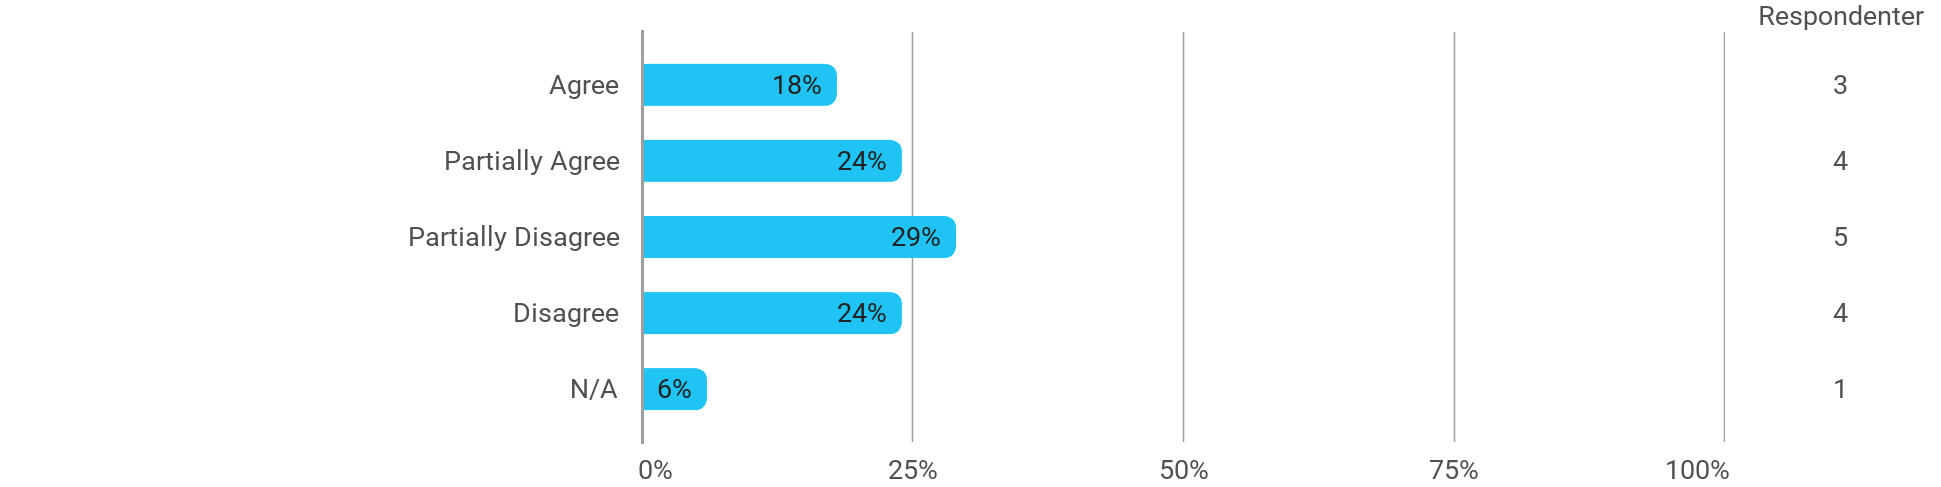 Respondenter
Agree 18% 3
Partially Agree 24% 4
Partially Disagree 29% 5
Disagree 24% 4
N/A 6% 1
0% 25% 50% 75% 100%